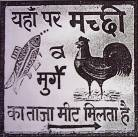 यहाँ पर मच्छी
व
मुर्गे
का ताज़ा मीट मिलता है